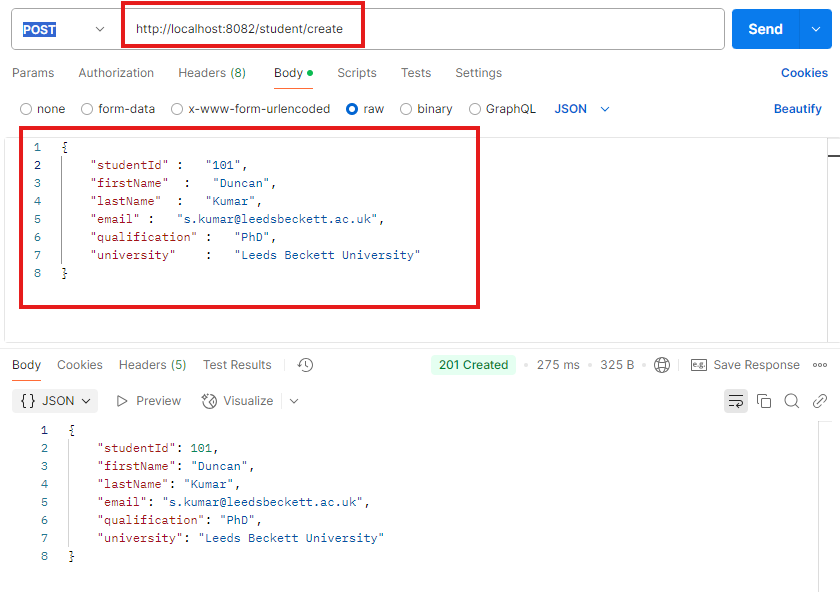 POST http://localhost:8082/student/create Send
Params Authorization Headers (8) Body Scripts Tests Settings Cookies
none form-data x-www-form-urlencoded raw binary GraphQL JSON Beautify
1 {
2 "studentId" : "101",
3 "firstName" : "Duncan",
4 "lastName" : "Kumar",
5 "email" : "s.kumar@leedsbeckett.ac.uk",
6 "qualification" : "PhD",
7 "university" : "Leeds Beckett University"
8 }
Body Cookies Headers (5) Test Results 201 Created 275 ms 325 B e.g. Save Response
{} JSON Preview Visualize
1 {
2 "studentId": 101,
3 "firstName": "Duncan",
4 "lastName": "Kumar",
5 "email": "s.kumar@leedsbeckett.ac.uk",
6 "qualification": "PhD",
7 "university": "Leeds Beckett University"
8 }